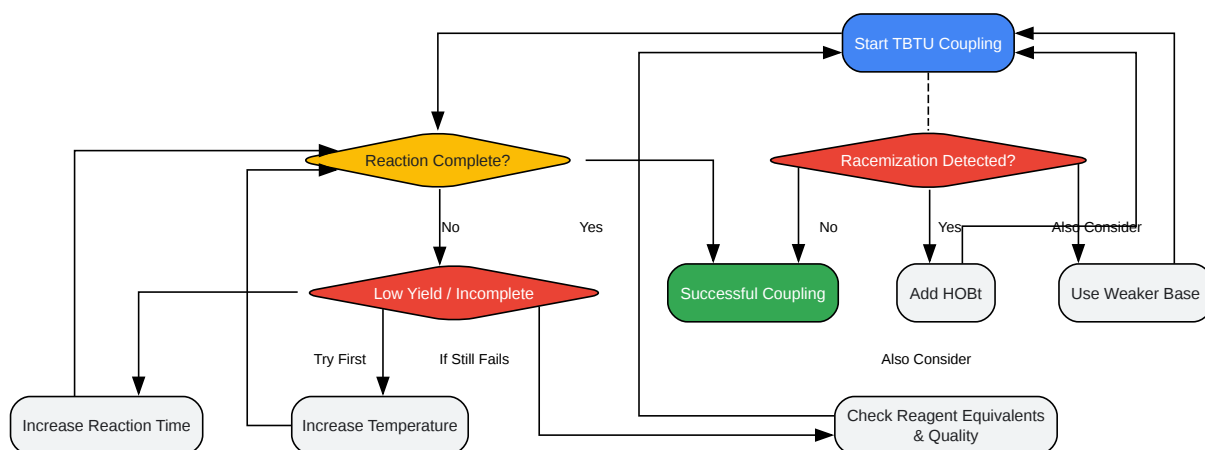 Start TBTU Coupling
Reaction Complete?
Racemization Detected?
No
Yes
No
Yes
Also Consider
Low Yield / Incomplete
Successful Coupling
Add HOBt
Use Weaker Base
Try First
If Still Fails
Also Consider
Increase Reaction Time
Increase Temperature
Check Reagent Equivalents
& Quality